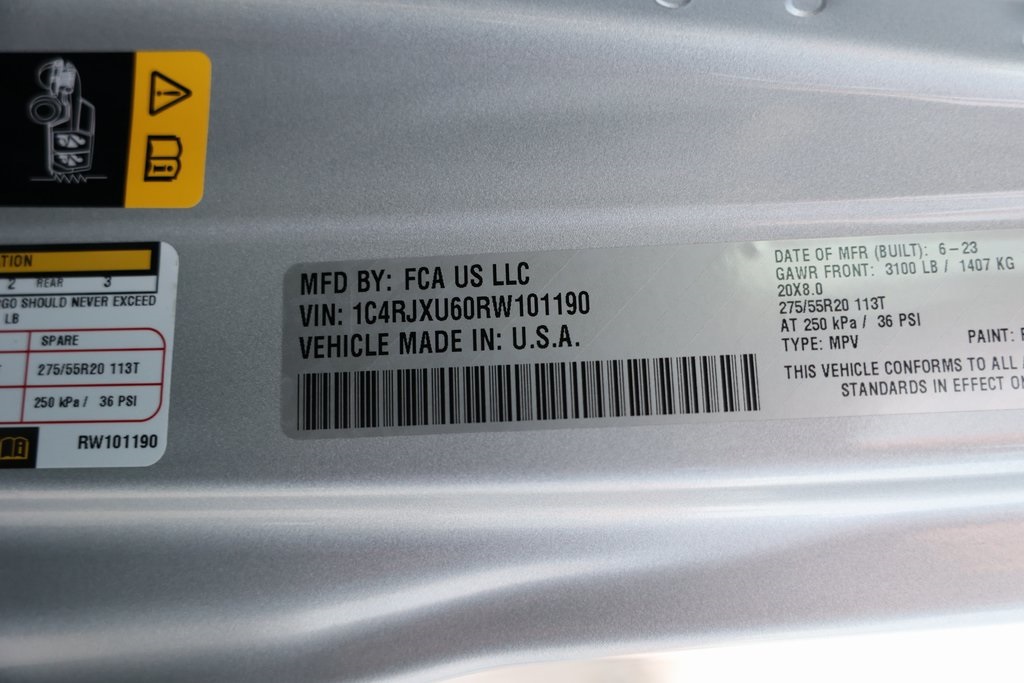 ATION
2 REAR 3
GO SHOULD NEVER EXCEED
LB
SPARE
275/55R20 113T
250 kPa / 36 PSI
RW101190
MFD BY: FCA US LLC
VIN: 1C4RJXU60RW101190
VEHICLE MADE IN: U.S.A.
DATE OF MFR (BUILT): 6-23
GAWR FRONT: 3100 LB / 1407 KG
20X8.0
275/55R20 113T
AT 250 kPa / 36 PSI
TYPE: MPV PAINT:
THIS VEHICLE CONFORMS TO ALL
STANDARDS IN EFFECT ON